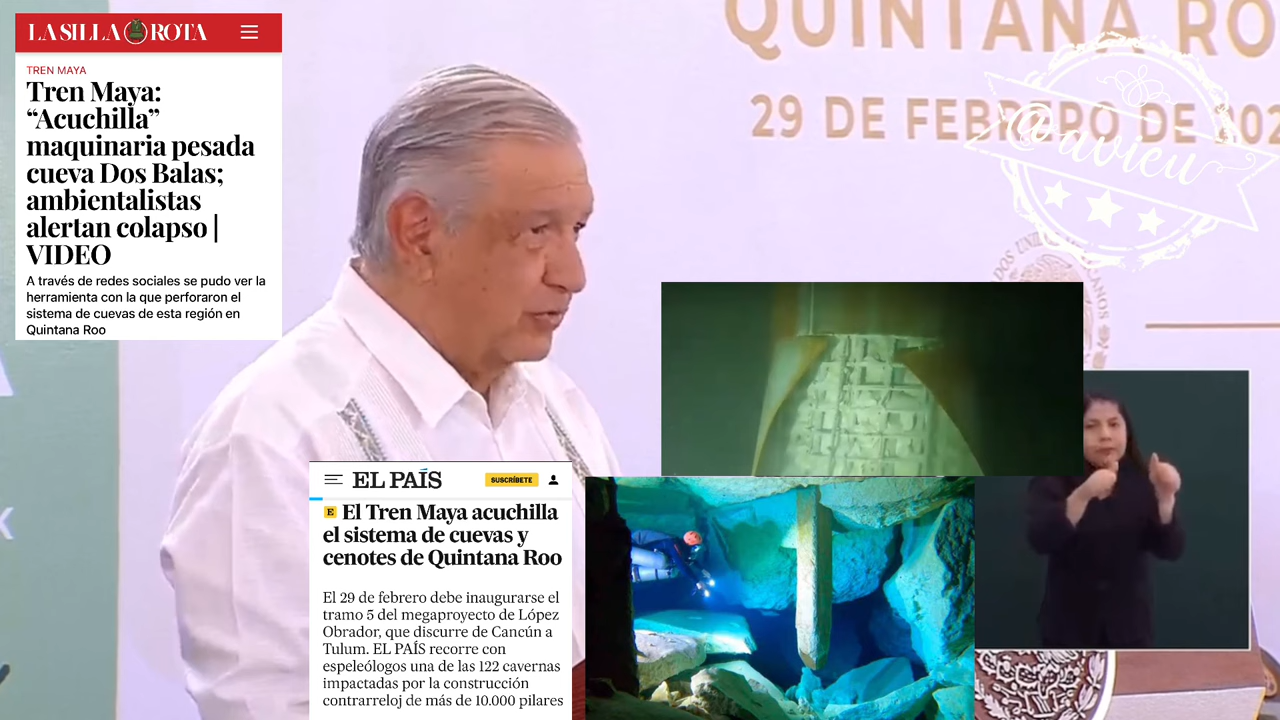 LA SILLA ROTA
TREN MAYA
Tren Maya:
“Acuchilla”
maquinaria pesada
cueva Dos Balas;
ambientalistas
alertan colapso |
VIDEO
A través de redes sociales se pudo ver la
herramienta con la que perforaron el
sistema de cuevas de esta región en
Quintana Roo
QUINTANA RO
29 DE FEBRERO DE 202
@avieu
EL PAÍS
SUSCRÍBETE
E El Tren Maya acuchilla
el sistema de cuevas y
cenotes de Quintana Roo
El 29 de febrero debe inaugurarse el
tramo 5 del megaproyecto de López
Obrador, que discurre de Cancún a
Tulum. EL PAÍS recorre con
espeleólogos una de las 122 cavernas
impactadas por la construcción
contrarreloj de más de 10.000 pilares